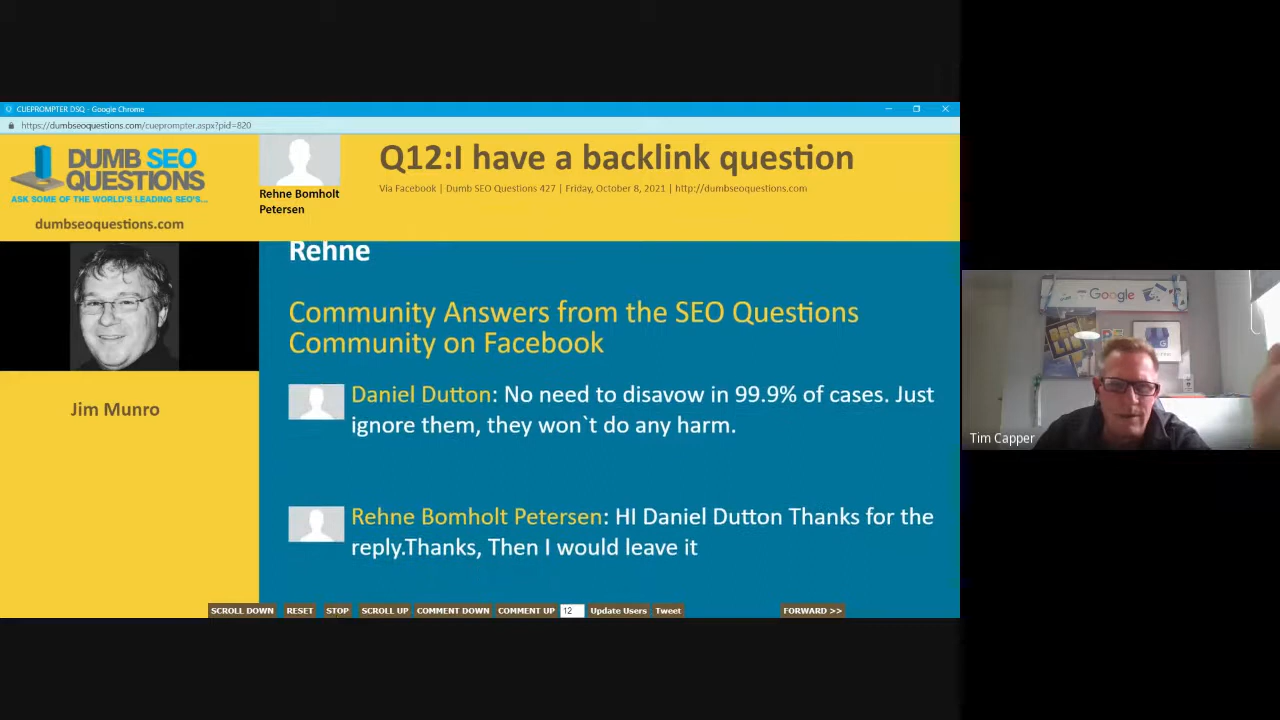 CUEPROMPTER DSQ - Google Chrome
https://dumbseoquestions.com/cueprompter.aspx?pid=820
DUMB SEO
QUESTIONS
ASK SOME OF THE WORLD'S LEADING SEO'S...
dumbseoquestions.com
Rehne Bomholt
Petersen
Q12:I have a backlink question
Via Facebook | Dumb SEO Questions 427 | Friday, October 8, 2021 | http://dumbseoquestions.com
Jim Munro
Rehne
Community Answers from the SEO Questions
Community on Facebook
Daniel Dutton: No need to disavow in 99.9% of cases. Just
ignore them, they won`t do any harm.
Rehne Bomholt Petersen: HI Daniel Dutton Thanks for the
reply.Thanks, Then I would leave it
SCROLL DOWN RESET STOP SCROLL UP COMMENT DOWN COMMENT UP 12 Update Users Tweet FORWARD >>
Google
Tim Capper